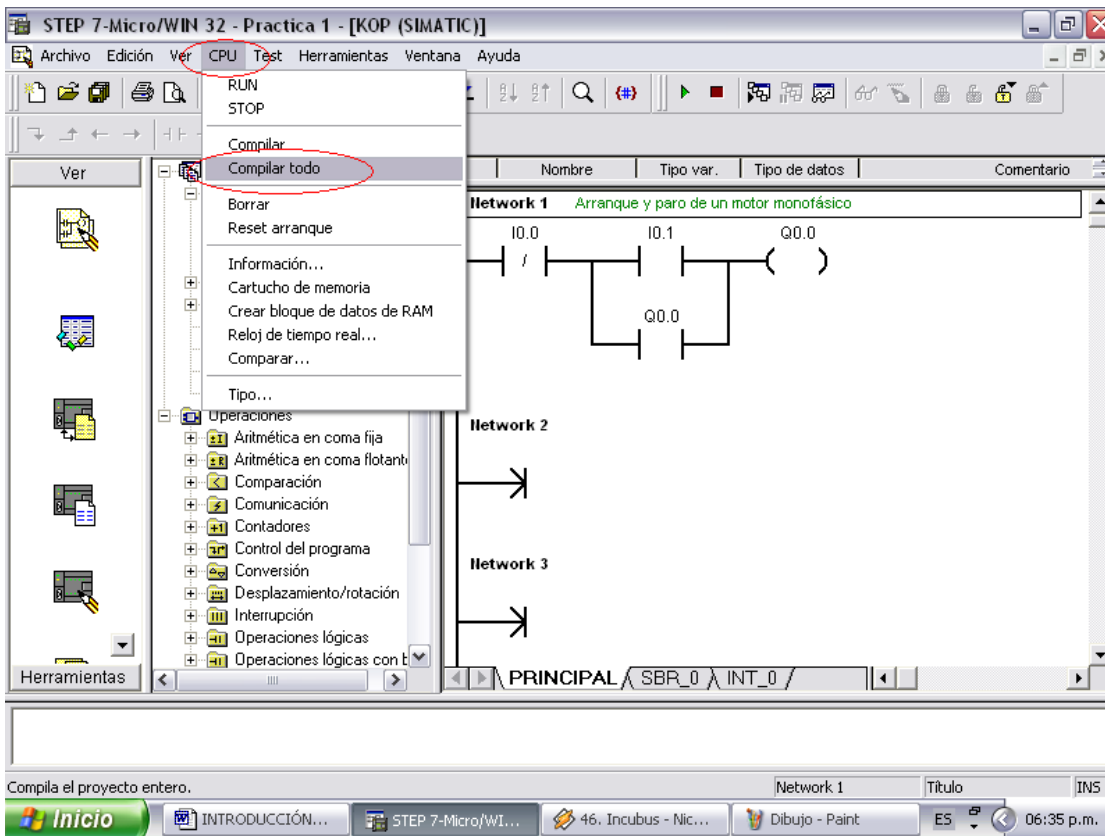 STEP 7-Micro/WIN 32 - Practica 1 - [KOP (SIMATIC)]
Archivo Edición Ver CPU Test Herramientas Ventana Ayuda
RUN
STOP
Compilar
Compilar todo
Borrar
Reset arranque
Información...
Cartucho de memoria
Crear bloque de datos de RAM
Reloj de tiempo real...
Comparar...
Tipo...
Ver
Herramientas
Operaciones
Aritmética en coma fija
Aritmética en coma flotant
Comparación
Comunicación
Contadores
Control del programa
Conversión
Desplazamiento/rotación
Interrupción
Operaciones lógicas
Operaciones lógicas con b
Nombre Tipo var. Tipo de datos Comentario
Network 1 Arranque y paro de un motor monofásico
I0.0 I0.1 Q0.0
Q0.0
Network 2
Network 3
PRINCIPAL SBR_0 INT_0
Compila el proyecto entero. Network 1 Título INS
Inicio INTRODUCCIÓN... STEP 7-Micro/WI... 46. Incubus - Nic... Dibujo - Paint ES 06:35 p.m.